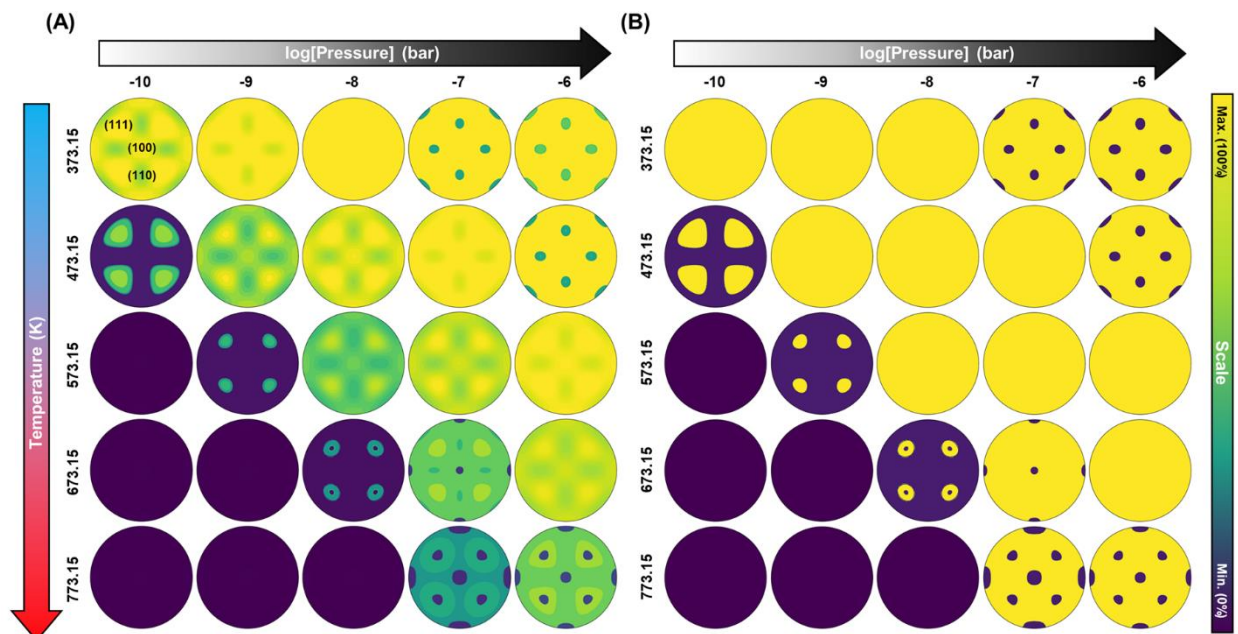 (A)
(B)
log[Pressure] (bar)
log[Pressure] (bar)
-10 -9 -8 -7 -6
-10 -9 -8 -7 -6
Temperature (K)
373.15
(111)
(100)
(110)
473.15
573.15
673.15
773.15
373.15
473.15
573.15
673.15
773.15
Max. (100%)
Scale
Min. (0%)